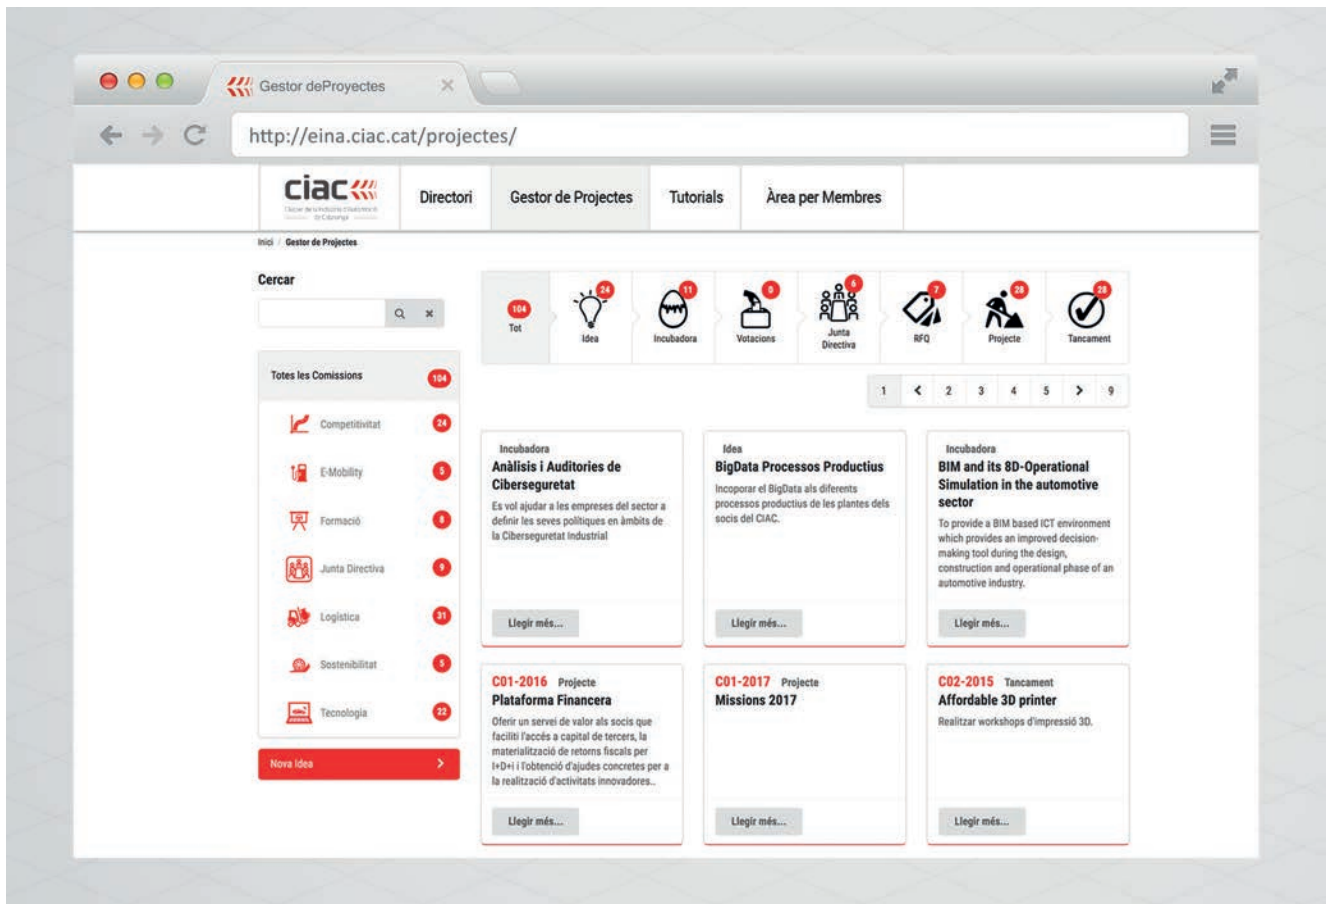 Gestor deProyectes
http://eina.ciac.cat/projectes/
ciac
Directori
Gestor de Projectes
Tutorials
Àrea per Membres
de Catalunya
Inici / Gestor de Projectes
Cercar
Totes les Comissions 104
Competitivitat 24
E-Mobility 5
Formació 8
Junta Directiva 9
Logística 31
Sostenibilitat 5
Tecnologia 22
Nova Idea
104
Tot
24
Idea
11
Incubadora
0
Votacions
6
Junta
Directiva
7
RFQ
28
Projecte
28
Tancament
1 2 3 4 5 9
Incubadora
Anàlisis i Auditories de
Ciberseguretat
Es vol ajudar a les empreses del sector a
definir les seves polítiques en àmbits de
la Ciberseguretat Industrial
Llegir més...
Idea
BigData Processos Productius
Incoporar el BigData als diferents
processos productius de les plantes dels
socis del CIAC.
Llegir més...
Incubadora
BIM and its 8D-Operational
Simulation in the automotive
sector
To provide a BIM based ICT environment
which provides an improved decision-
making tool during the design,
construction and operational phase of an
automotive industry.
Llegir més...
C01-2016 Projecte
Plataforma Financera
Oferir un servei de valor als socis que
faciliti l'accés a capital de tercers, la
materialització de retorns fiscals per
I+D+i i l'obtenció d'ajudes concretes per a
la realització d'activitats innovadores..
Llegir més...
C01-2017 Projecte
Missions 2017
Llegir més...
C02-2015 Tancament
Affordable 3D printer
Realitzar workshops d'impressió 3D.
Llegir més...